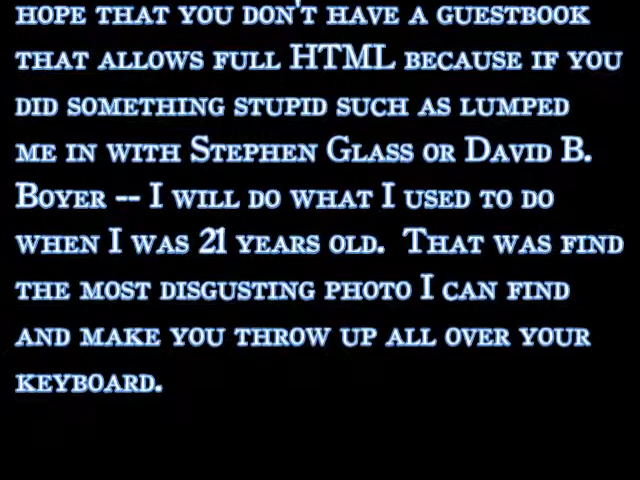 HOPE THAT YOU DON'T HAVE A GUESTBOOK
THAT ALLOWS FULL HTML BECAUSE IF YOU
DID SOMETHING STUPID SUCH AS LUMPED
ME IN WITH STEPHEN GLASS OR DAVID B.
BOYER -- I WILL DO WHAT I USED TO DO
WHEN I WAS 21 YEARS OLD. THAT WAS FIND
THE MOST DISGUSTING PHOTO I CAN FIND
AND MAKE YOU THROW UP ALL OVER YOUR
KEYBOARD.